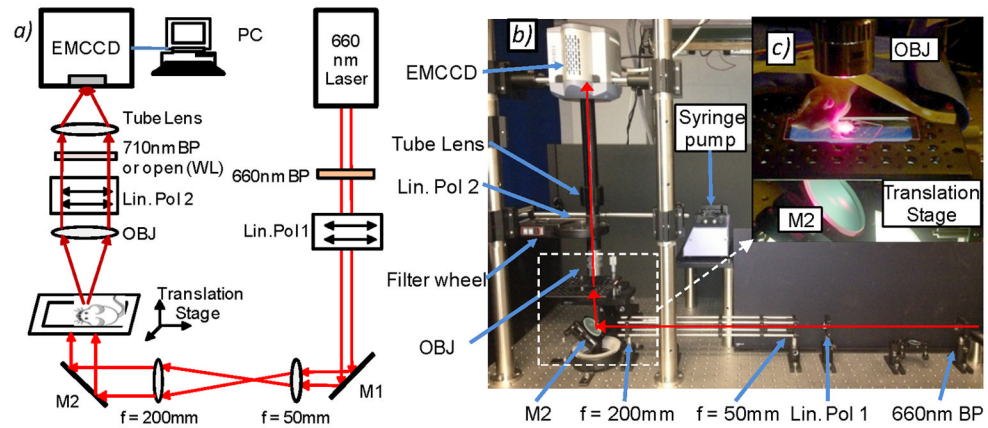 a)
EMCCD
PC
660
nm
Laser
Tube Lens
710nm BP
or open (WL)
Lin. Pol 2
OBJ
660nm BP
Lin. Pol 1
Translation
Stage
M2
f = 200mm
f = 50mm
M1
b)
EMCCD
Tube Lens
Lin. Pol 2
Filter wheel
OBJ
Syringe
pump
M2
f = 200mm
f = 50mm
Lin. Pol 1
660nm BP
c)
OBJ
M2
Translation
Stage